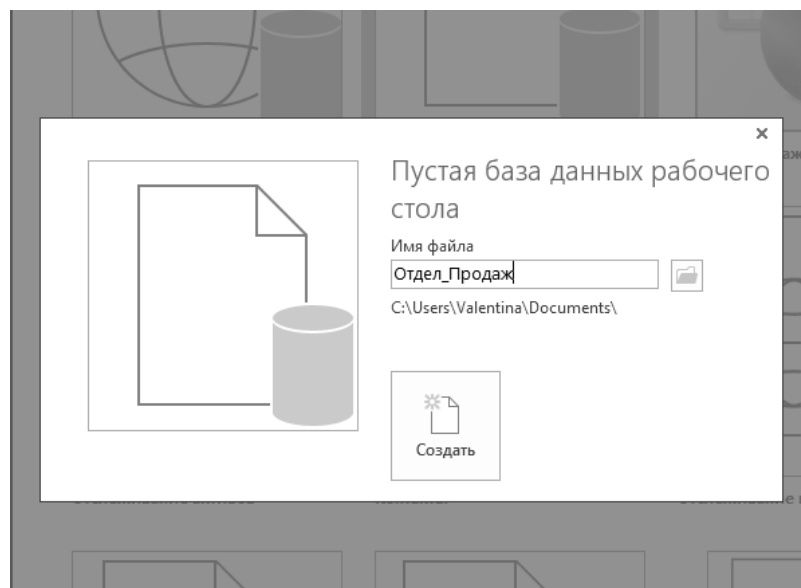 Пустая база данных рабочего
стола
Имя файла
Отдел_Продаж
C:\Users\Valentina\Documents\
Создать